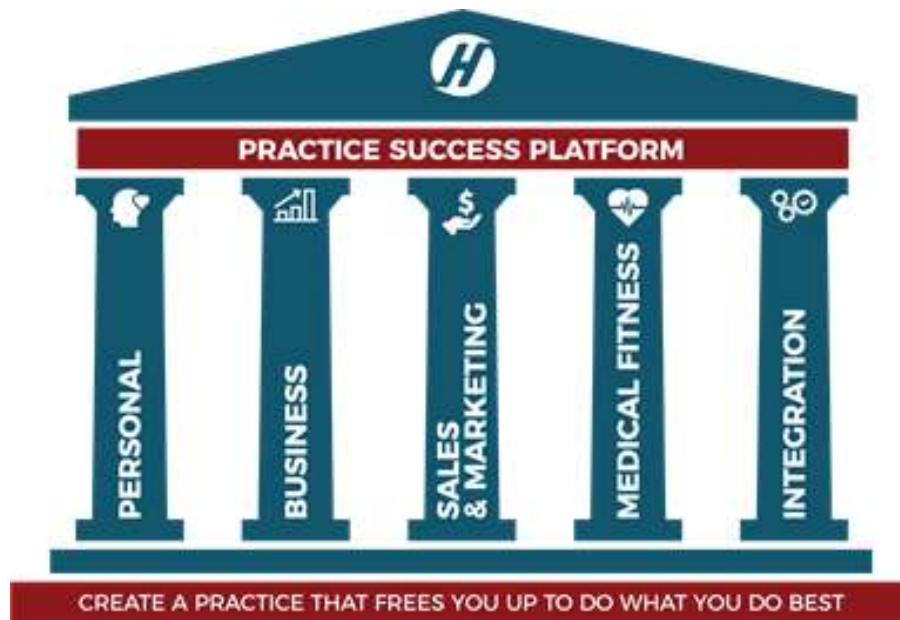 H
PRACTICE SUCCESS PLATFORM
PERSONAL
BUSINESS
SALES
& MARKETING
MEDICAL FITNESS
INTEGRATION
CREATE A PRACTICE THAT FREES YOU UP TO DO WHAT YOU DO BEST